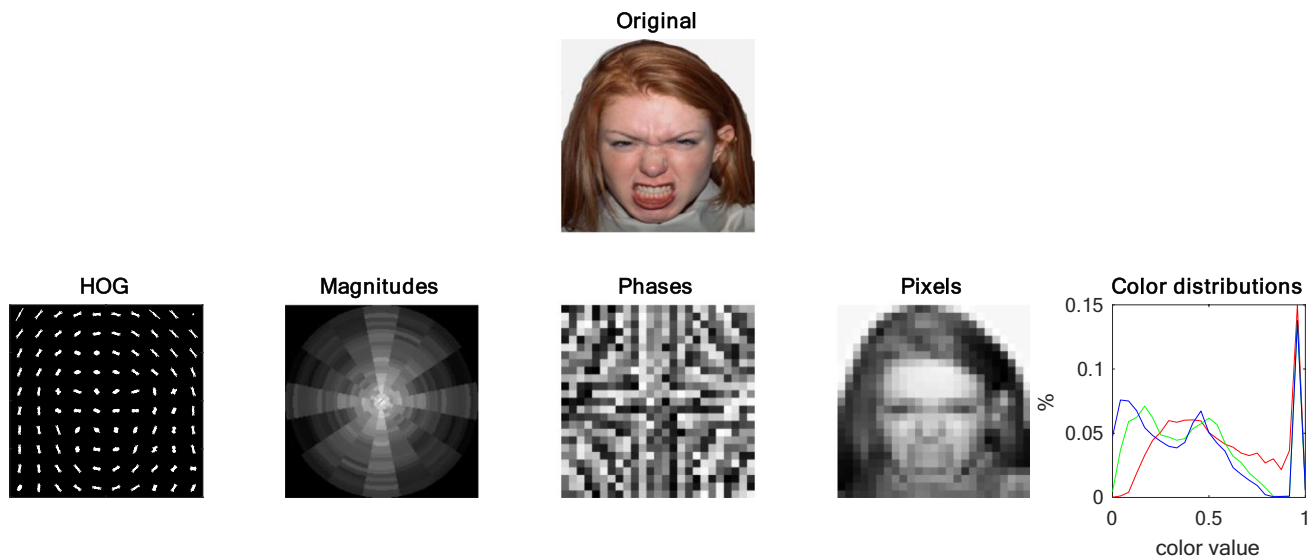 Original
HOG
Magnitudes
Phases
Pixels
Color distributions
0.15
0.1
0.05
0
%
0
0.5
1
color value